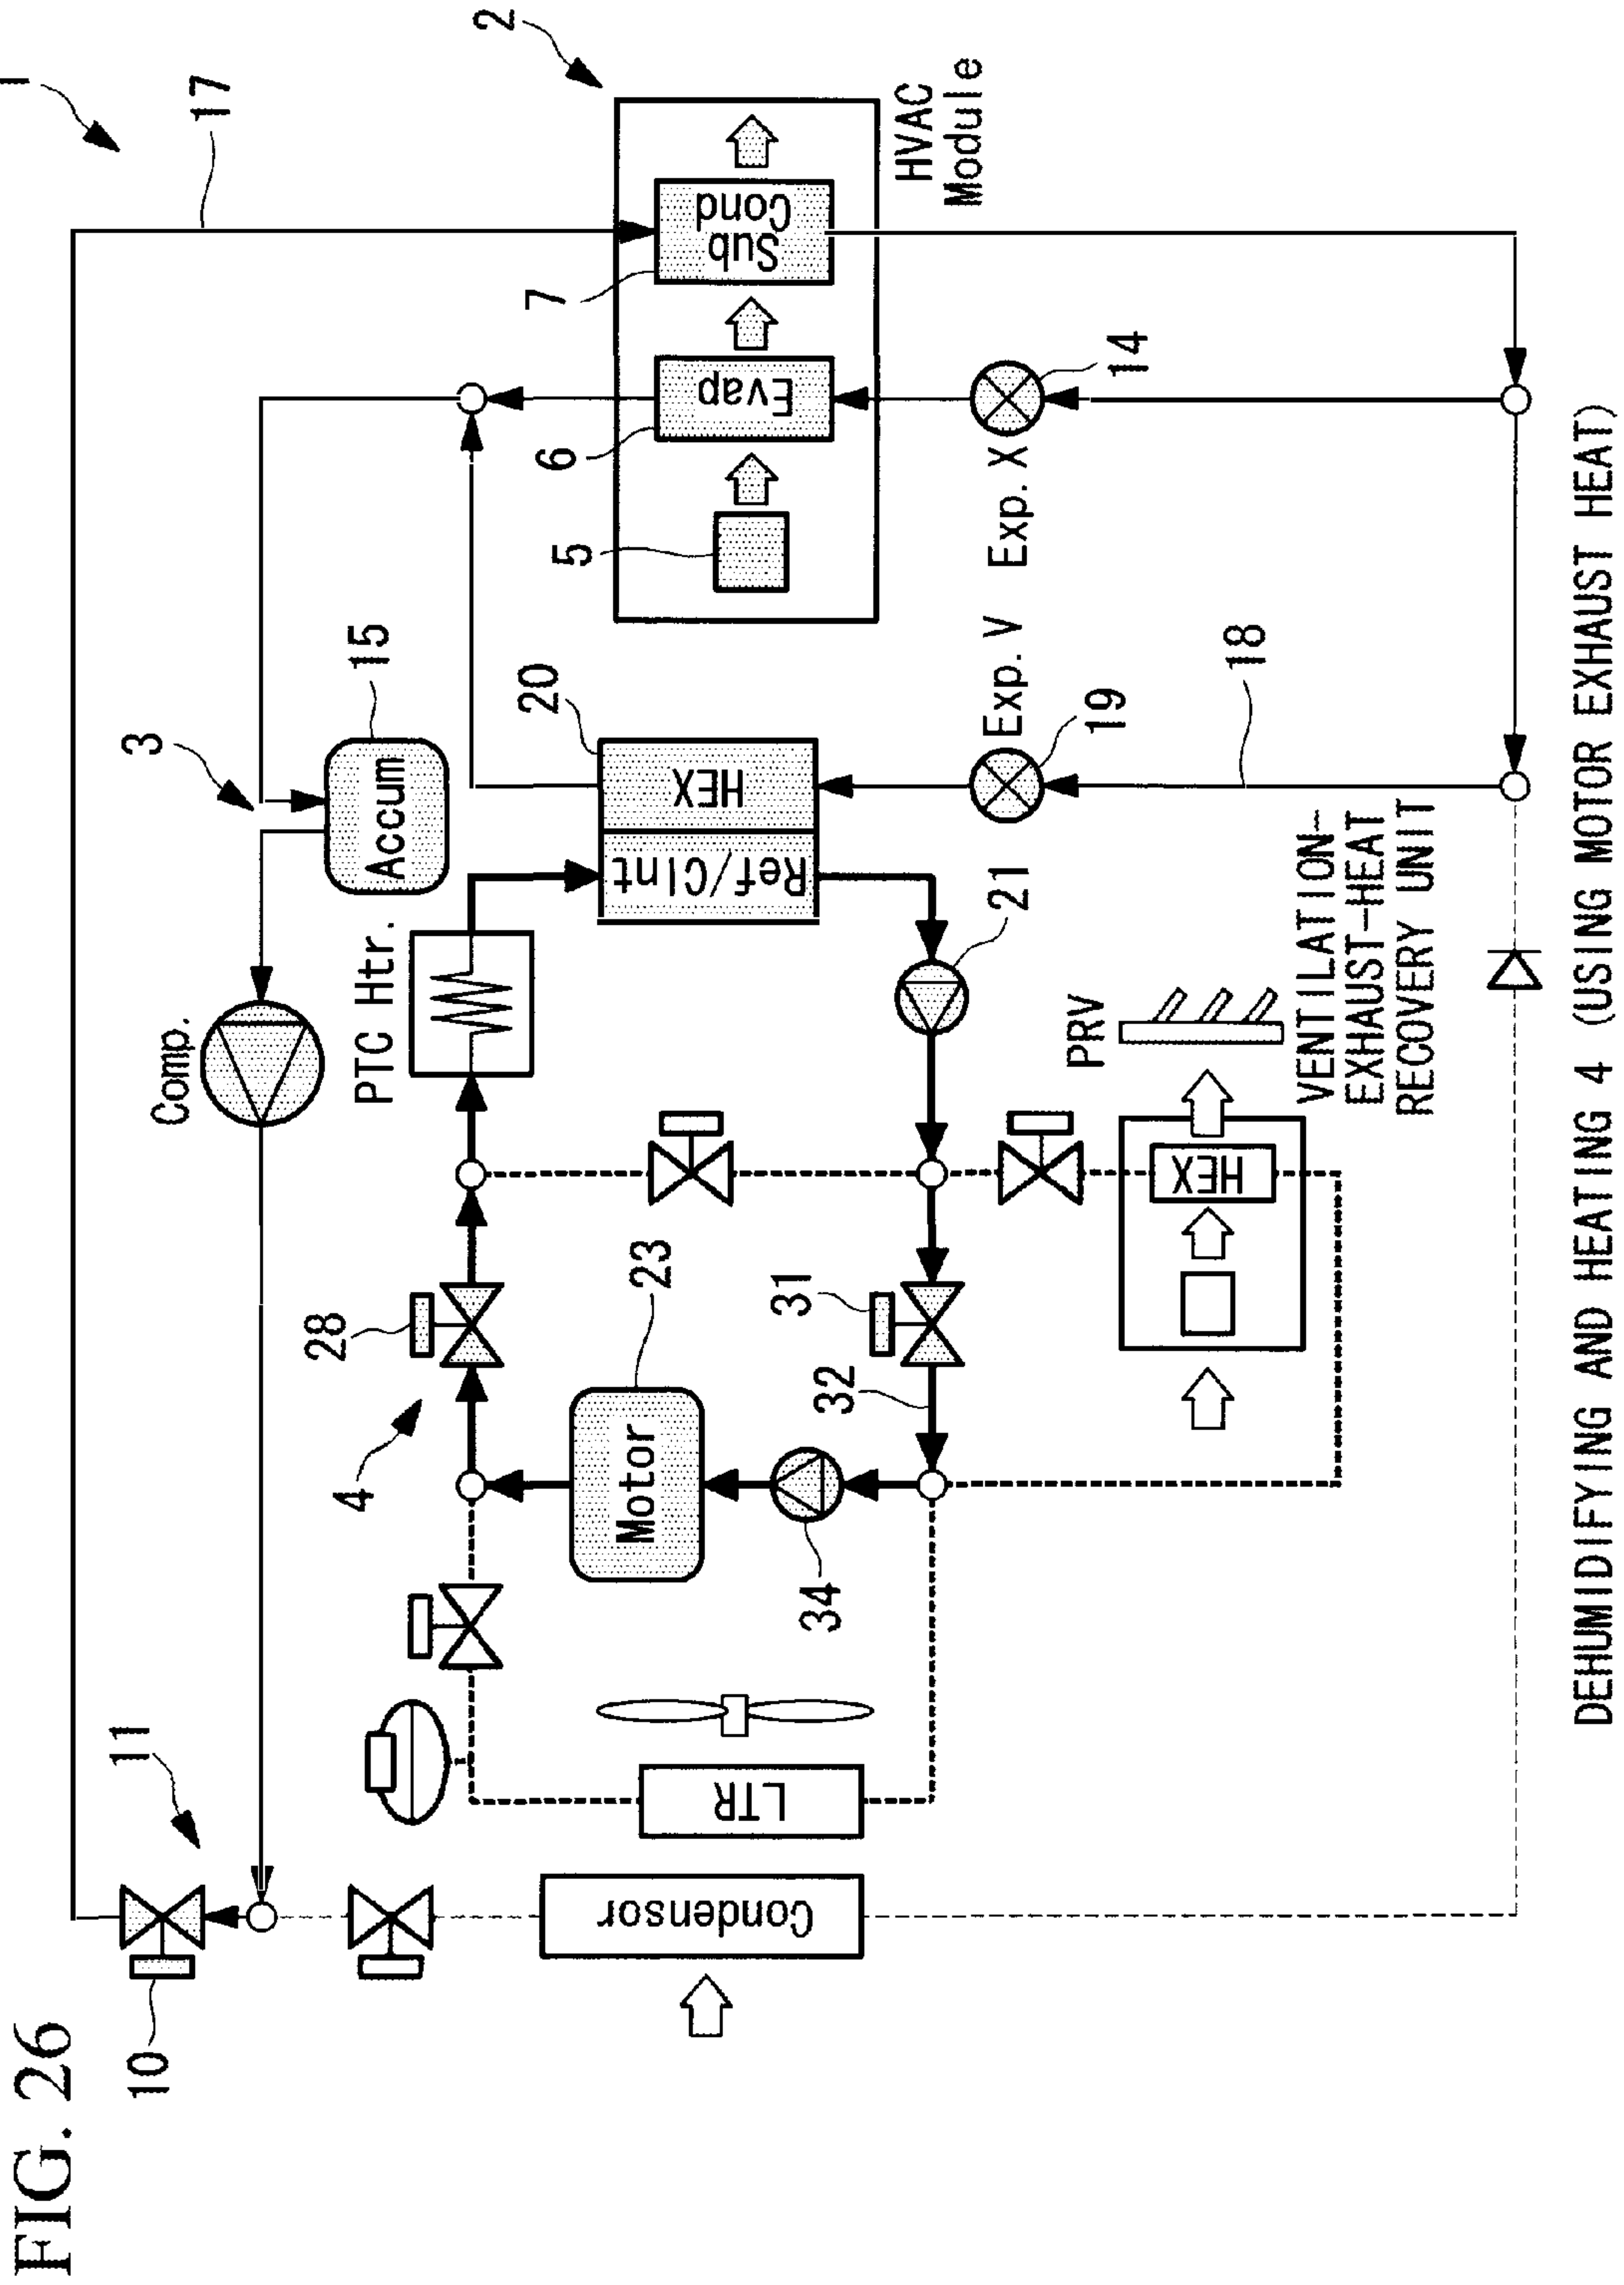 FIG. 26
1
17
2
3
15
Accum
Comp.
11
10
PTC Htr.
20
HEX
Ref/Clnt
7
Sub
Cond
6
Evap
5
HVAC
Module
4
28
23
Motor
31
32
34
21
LTR
Condensor
Exp. V
Exp. X
19
14
18
PRV
HEX
VENTILATION-
EXHAUST-HEAT
RECOVERY UNIT
DEHUMIDIFYING AND HEATING 4 (USING MOTOR EXHAUST HEAT)